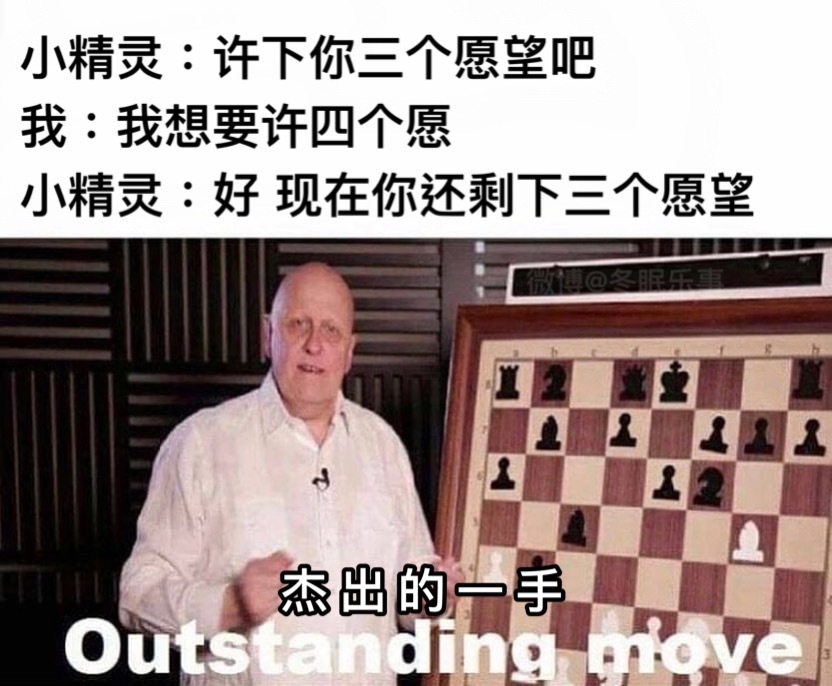 小精灵：许下你三个愿望吧
我：我想要许四个愿
小精灵：好 现在你还剩下三个愿望
微博@冬眠乐事
杰出的一手
Outstanding move